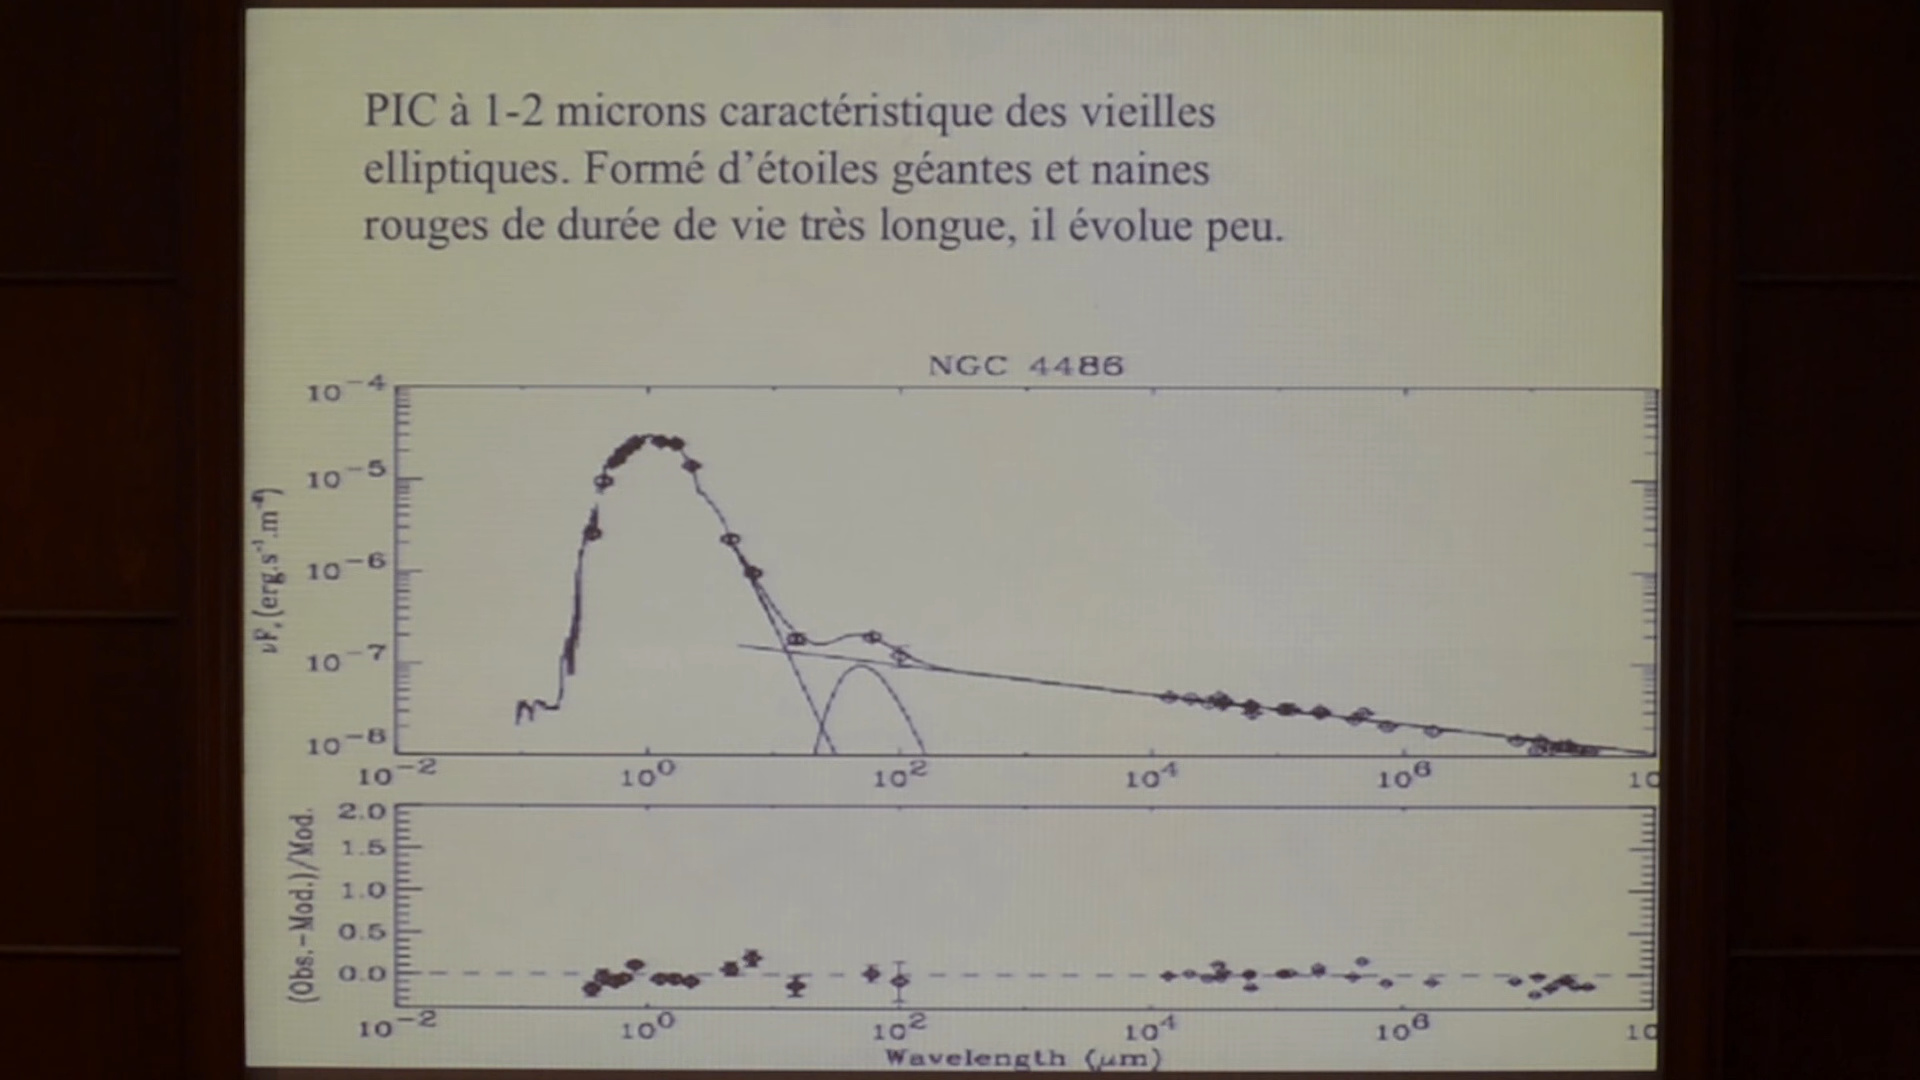 PIC à 1-2 microns caractéristique des vieilles
elliptiques. Formé d'étoiles géantes et naines
rouges de durée de vie très longue, il évolue peu.
NGC 4486
10⁻⁴
10⁻⁵
10⁻⁶
10⁻⁷
10⁻⁸
νFᵥ(erg.s⁻¹.m⁻²)
10⁻² 10⁰ 10² 10⁴ 10⁶ 10
2.0
1.5
1.0
0.5
0.0
(Obs.-Mod.)/Mod.
10⁻² 10⁰ 10² 10⁴ 10⁶ 10
Wavelength (μm)